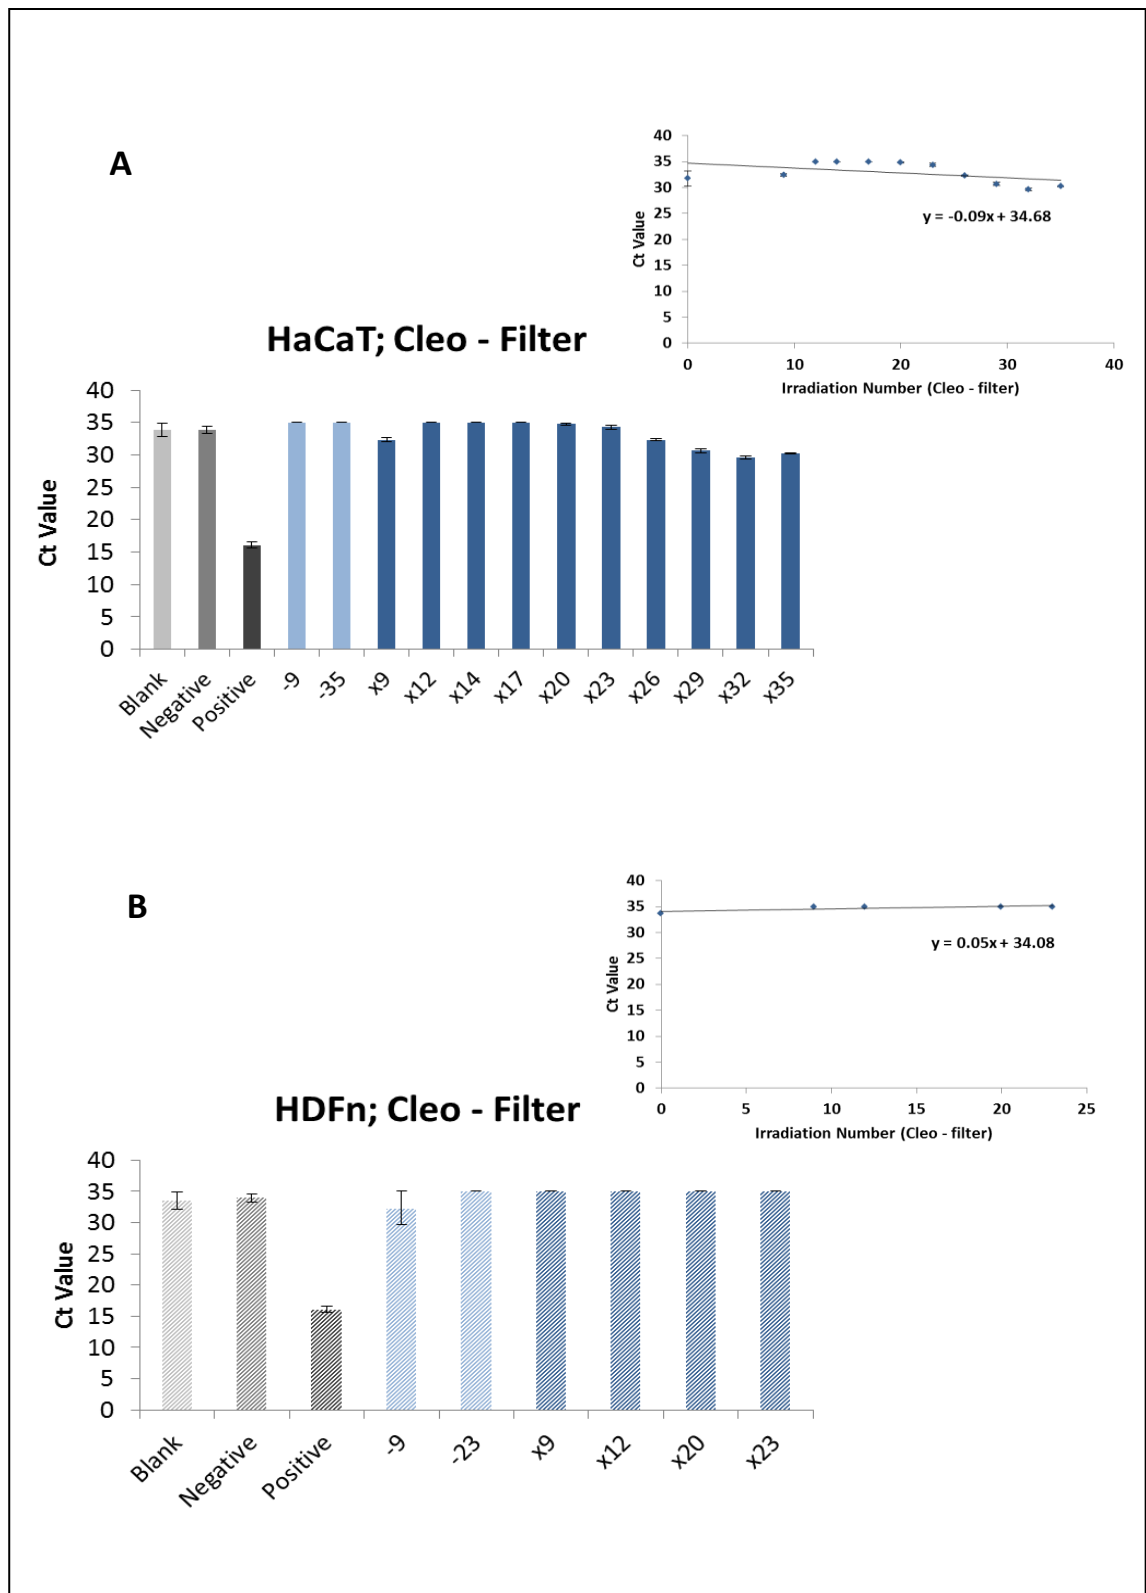 A
40
35
30
25
20
15
10
5
0
Ct Value
y = -0.09x + 34.68
0 10 20 30 40
Irradiation Number (Cleo - filter)
HaCaT; Cleo - Filter
40
35
30
25
20
15
10
5
0
Ct Value
Blank Negative Positive -9 -35 x9 x12 x14 x17 x20 x23 x26 x29 x32 x35
B
40
35
30
25
20
15
10
5
0
Ct Value
y = 0.05x + 34.08
0 5 10 15 20 25
Irradiation Number (Cleo - filter)
HDFn; Cleo - Filter
40
35
30
25
20
15
10
5
0
Ct Value
Blank Negative Positive -9 -23 x9 x12 x20 x23